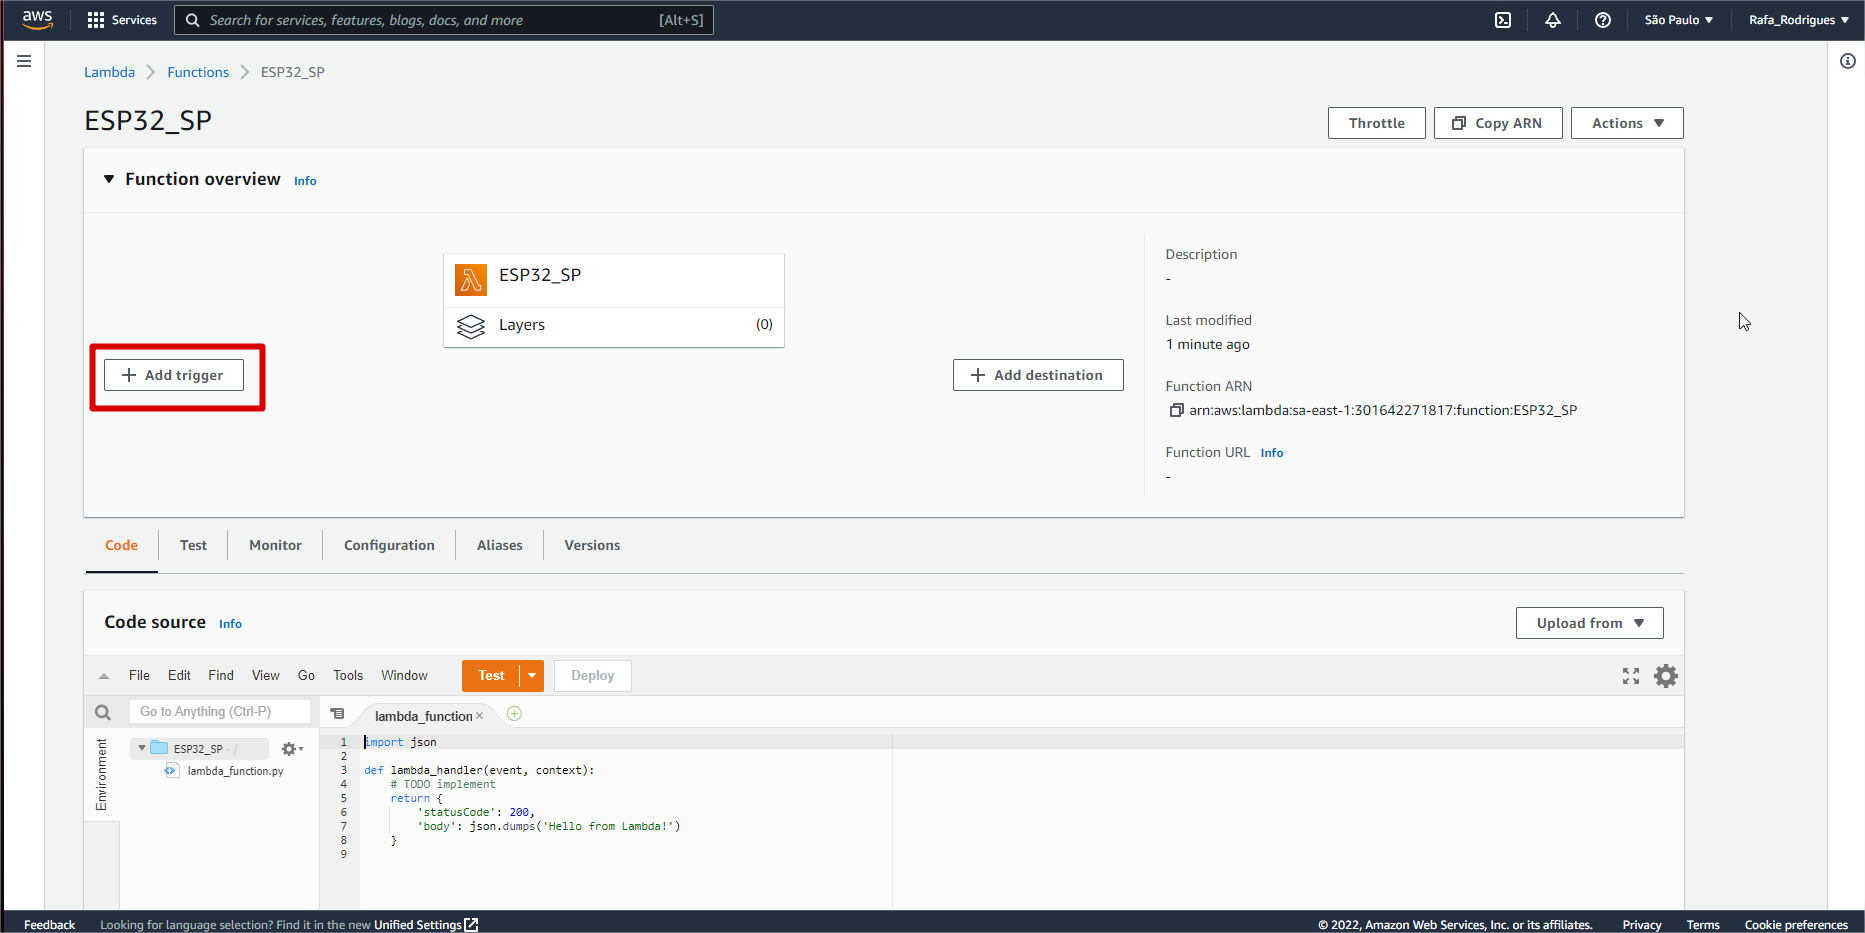 aws Services Search for services, features, blogs, docs, and more [Alt+S] São Paulo ▼ Rafa_Rodrigues ▼
Lambda > Functions > ESP32_SP
ESP32_SP
Throttle Copy ARN Actions ▼
▼ Function overview Info
ESP32_SP
Layers (0)
+ Add trigger
+ Add destination
Description
-
Last modified
1 minute ago
Function ARN
arn:aws:lambda:sa-east-1:301642271817:function:ESP32_SP
Function URL Info
-
Code Test Monitor Configuration Aliases Versions
Code source Info
Upload from ▼
File Edit Find View Go Tools Window Test Deploy
Go to Anything (Ctrl-P)
lambda_function ×
Environment
ESP32_SP - /
lambda_function.py
1 import json
2
3 def lambda_handler(event, context):
4     # TODO implement
5     return {
6         'statusCode': 200,
7         'body': json.dumps('Hello from Lambda!')
8     }
9
Feedback Looking for language selection? Find it in the new Unified Settings © 2022, Amazon Web Services, Inc. or its affiliates. Privacy Terms Cookie preferences